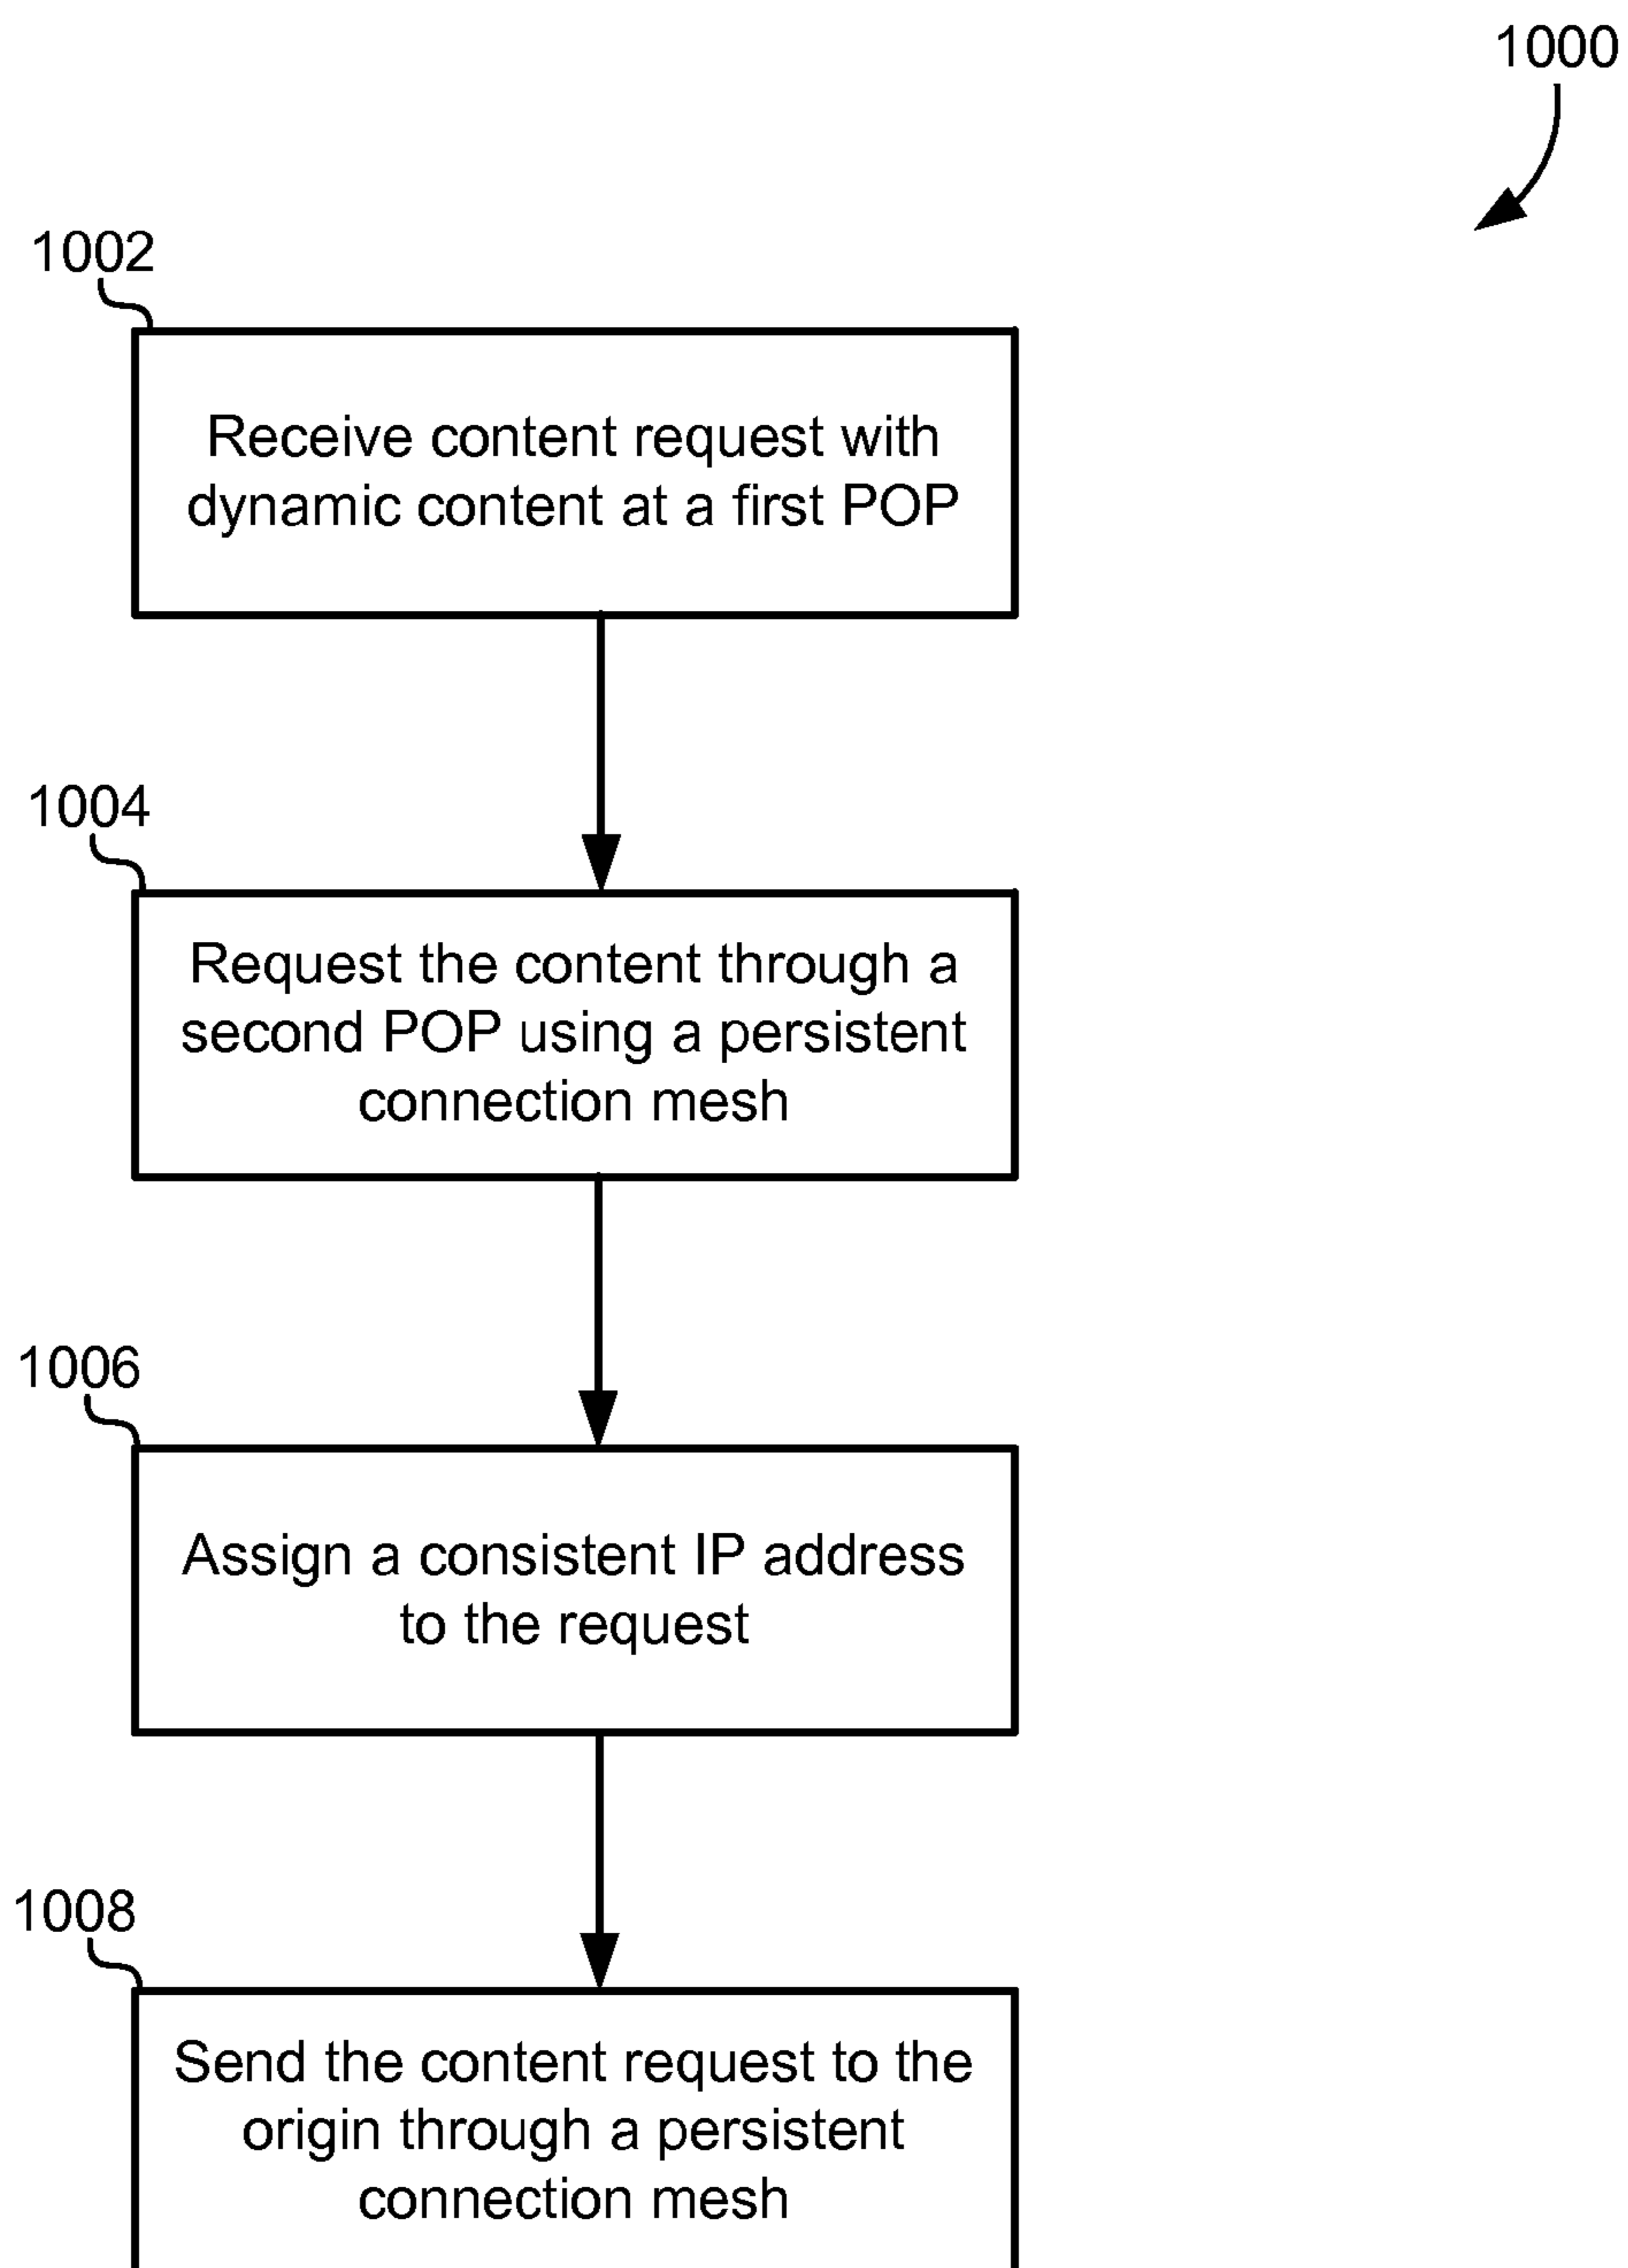 1000
1002
Receive content request with
dynamic content at a first POP
1004
Request the content through a
second POP using a persistent
connection mesh
1006
Assign a consistent IP address
to the request
1008
Send the content request to the
origin through a persistent
connection mesh